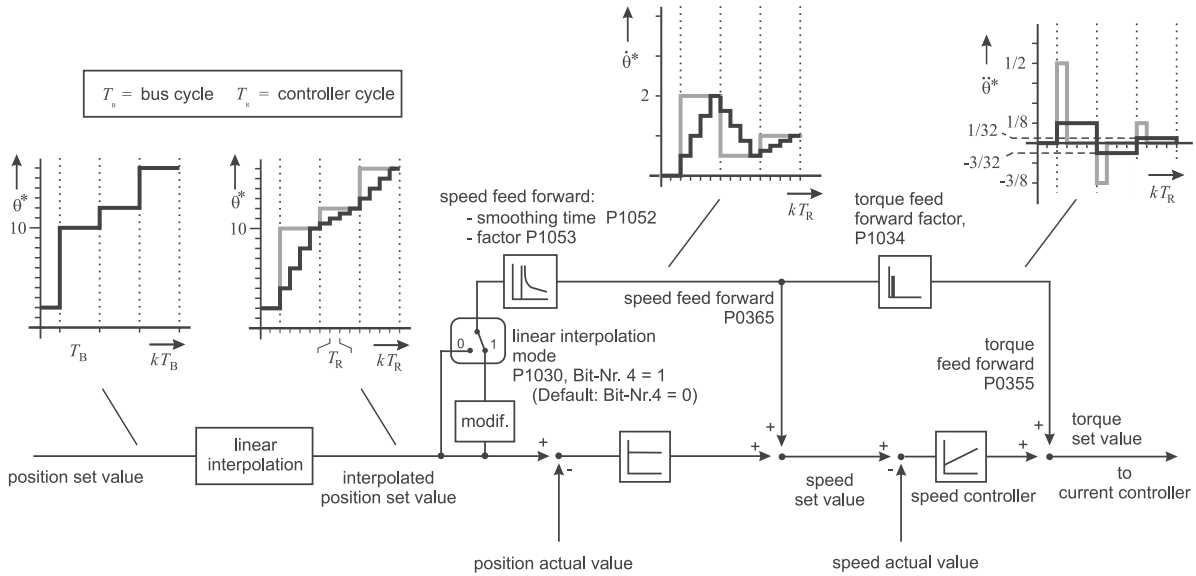 T_B = bus cycle T_R = controller cycle
θ*
10
T_B
kT_B
θ*
10
T_R
kT_R
θ̇*
2
kT_R
θ̈*
1/2
1/8
1/32
-3/32
-3/8
kT_R
speed feed forward:
- smoothing time P1052
- factor P1053
torque feed
forward factor,
P1034
speed feed forward
P0365
0
1
linear interpolation
mode
P1030, Bit-Nr. 4 = 1
(Default: Bit-Nr.4 = 0)
modif.
torque
feed forward
P0355
position set value
linear
interpolation
interpolated
position set value
+
-
+
+
speed
set value
+
-
speed controller
+
+
torque
set value
to
current controller
position actual value
speed actual value